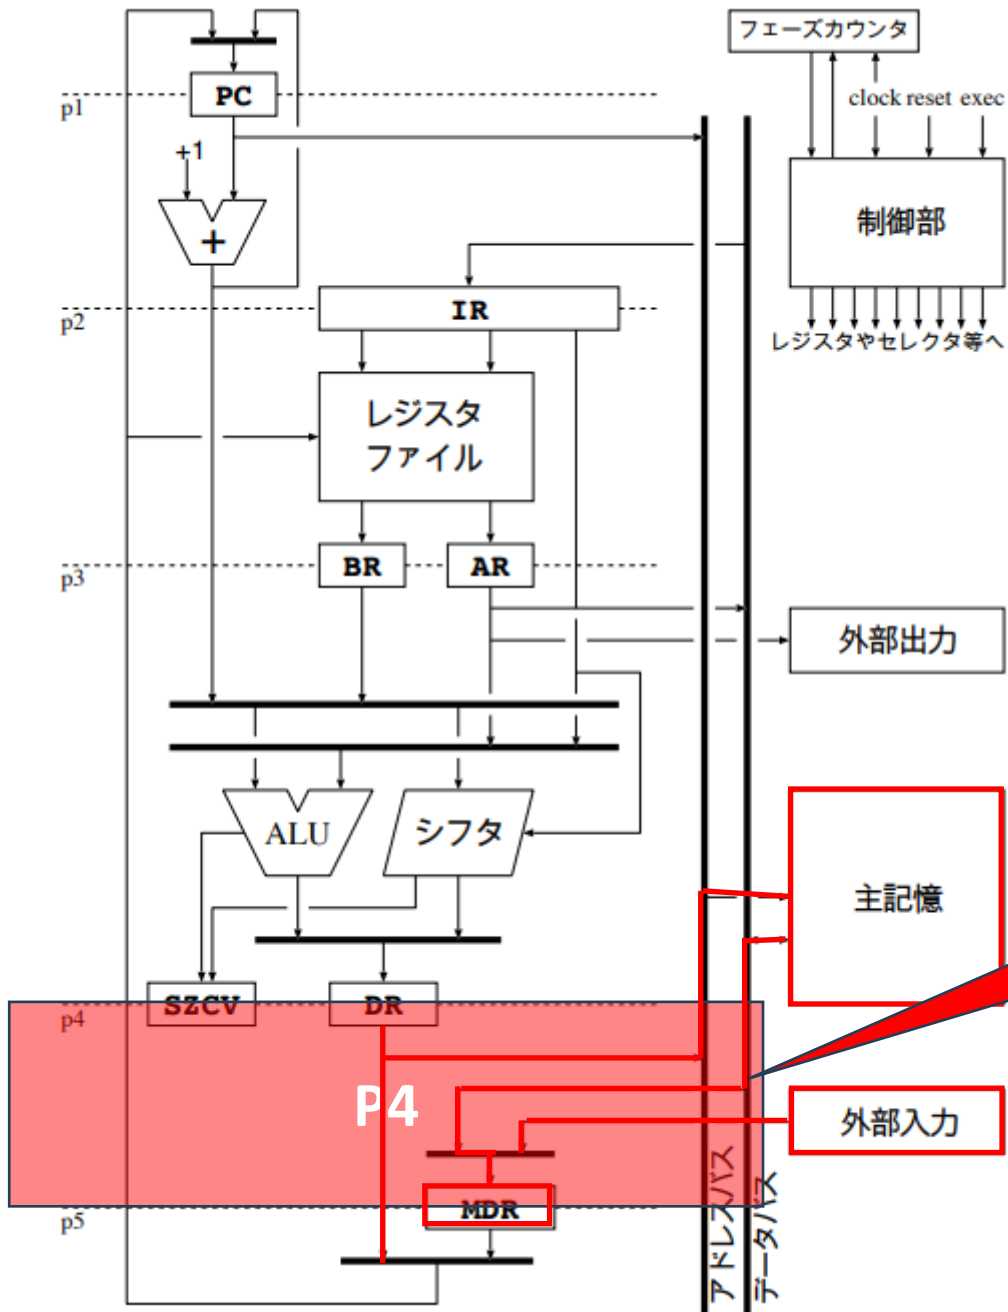 フェーズカウンタ
PC
p1
clock reset exec
+1
制御部
+
IR
p2
レジスタやセレクタ等へ
レジスタ
ファイル
BR
AR
p3
外部出力
ALU
シフタ
主記憶
SZCV
DR
p4
P4
外部入力
アドレスバス
データバス
MDR
p5